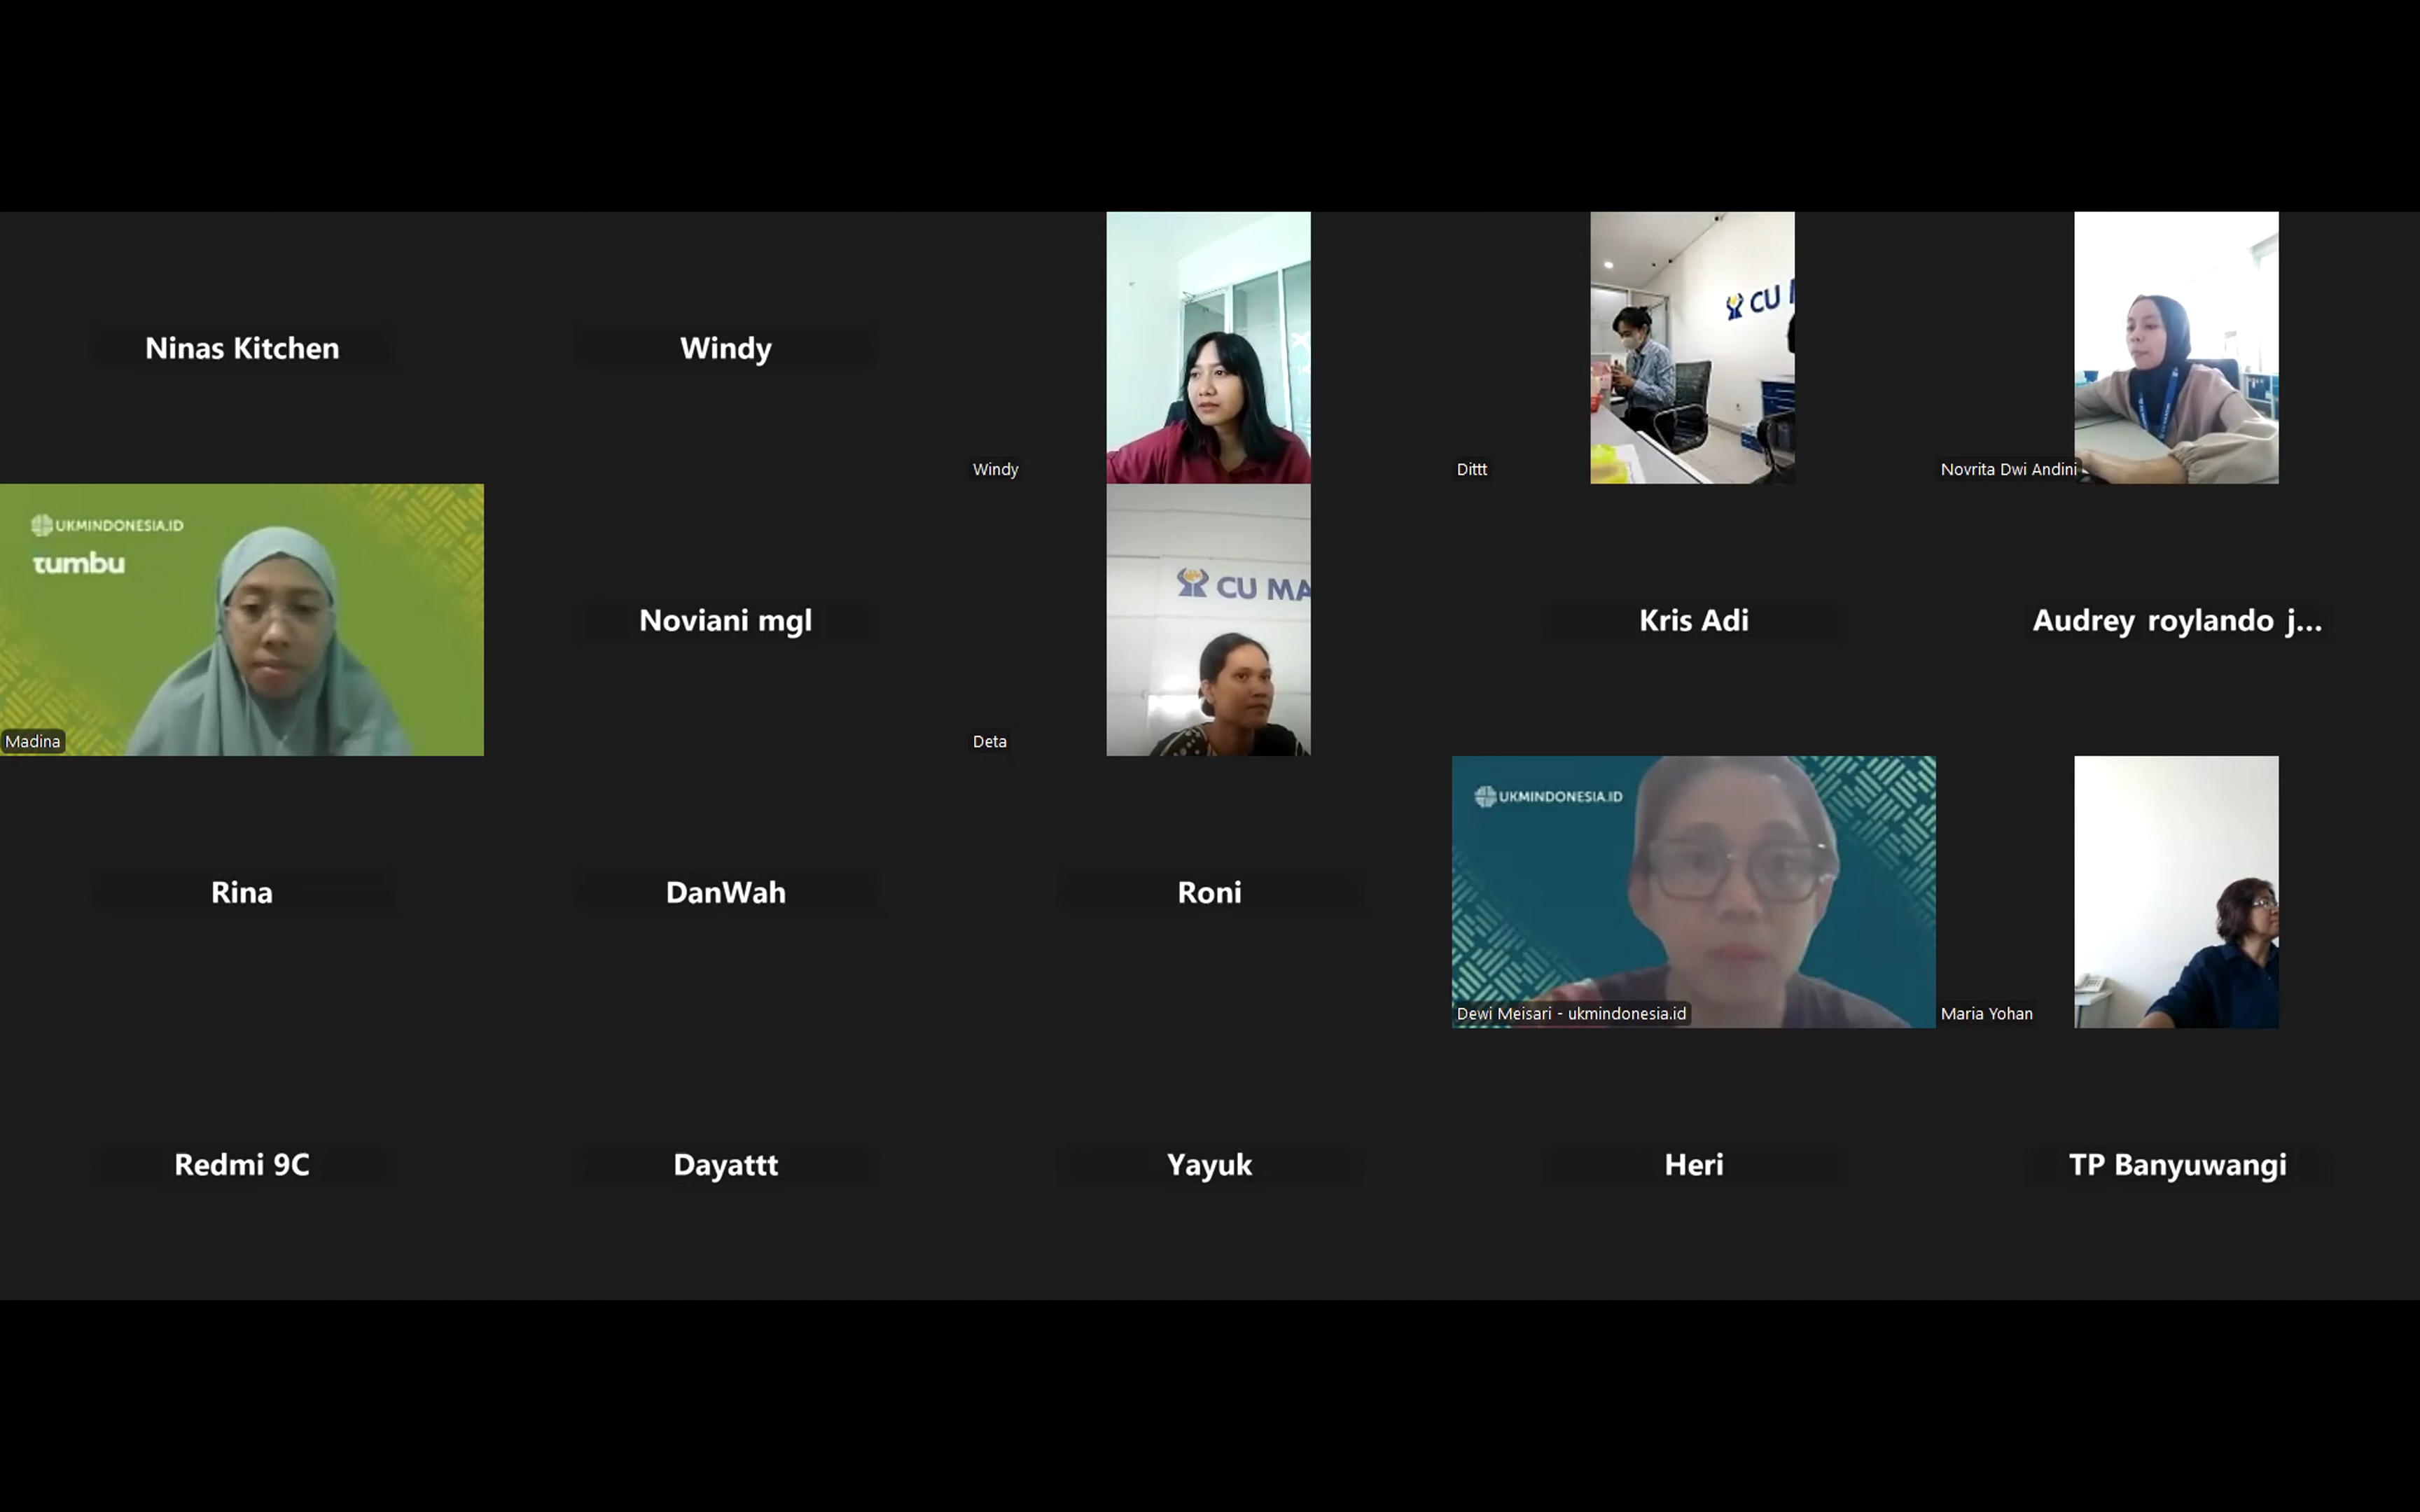 Ninas Kitchen
Windy
Windy
CU
Dittt
Novrita Dwi Andini
UKMINDONESIA.ID
tumbu
Madina
Noviani mgl
CU MA
Deta
Kris Adi
Audrey roylando j...
Rina
DanWah
Roni
UKMINDONESIA.ID
Dewi Meisari - ukmindonesia.id
Maria Yohan
Redmi 9C
Dayattt
Yayuk
Heri
TP Banyuwangi